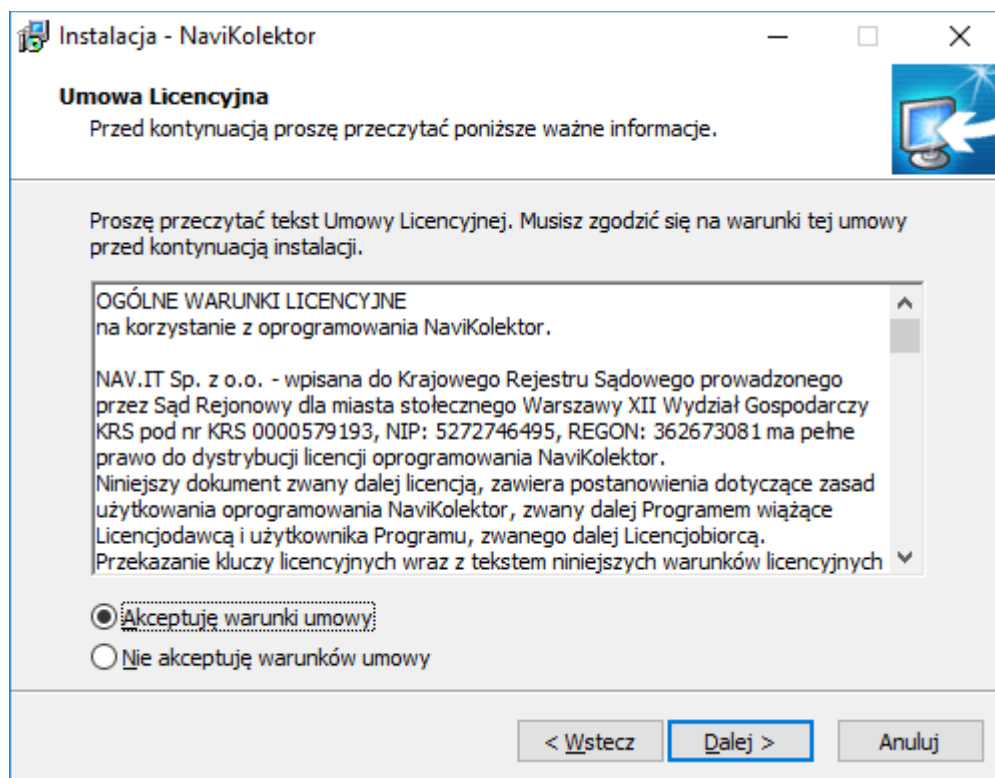 Instalacja - NaviKolektor
Umowa Licencyjna
Przed kontynuacją proszę przeczytać poniższe ważne informacje.
Proszę przeczytać tekst Umowy Licencyjnej. Musisz zgodzić się na warunki tej umowy
przed kontynuacją instalacji.
OGÓLNE WARUNKI LICENCYJNE
na korzystanie z oprogramowania NaviKolektor.
NAV.IT Sp. z o.o. - wpisana do Krajowego Rejestru Sądowego prowadzonego
przez Sąd Rejonowy dla miasta stołecznego Warszawy XII Wydział Gospodarczy
KRS pod nr KRS 0000579193, NIP: 5272746495, REGON: 362673081 ma pełne
prawo do dystrybucji licencji oprogramowania NaviKolektor.
Niniejszy dokument zwany dalej licencją, zawiera postanowienia dotyczące zasad
użytkowania oprogramowania NaviKolektor, zwany dalej Programem wiążące
Licencjodawcą i użytkownika Programu, zwanego dalej Licencjobiorcą.
Przekazanie kluczy licencyjnych wraz z tekstem niniejszych warunków licencyjnych
Akceptuję warunki umowy
Nie akceptuję warunków umowy
< Wstecz
Dalej >
Anuluj